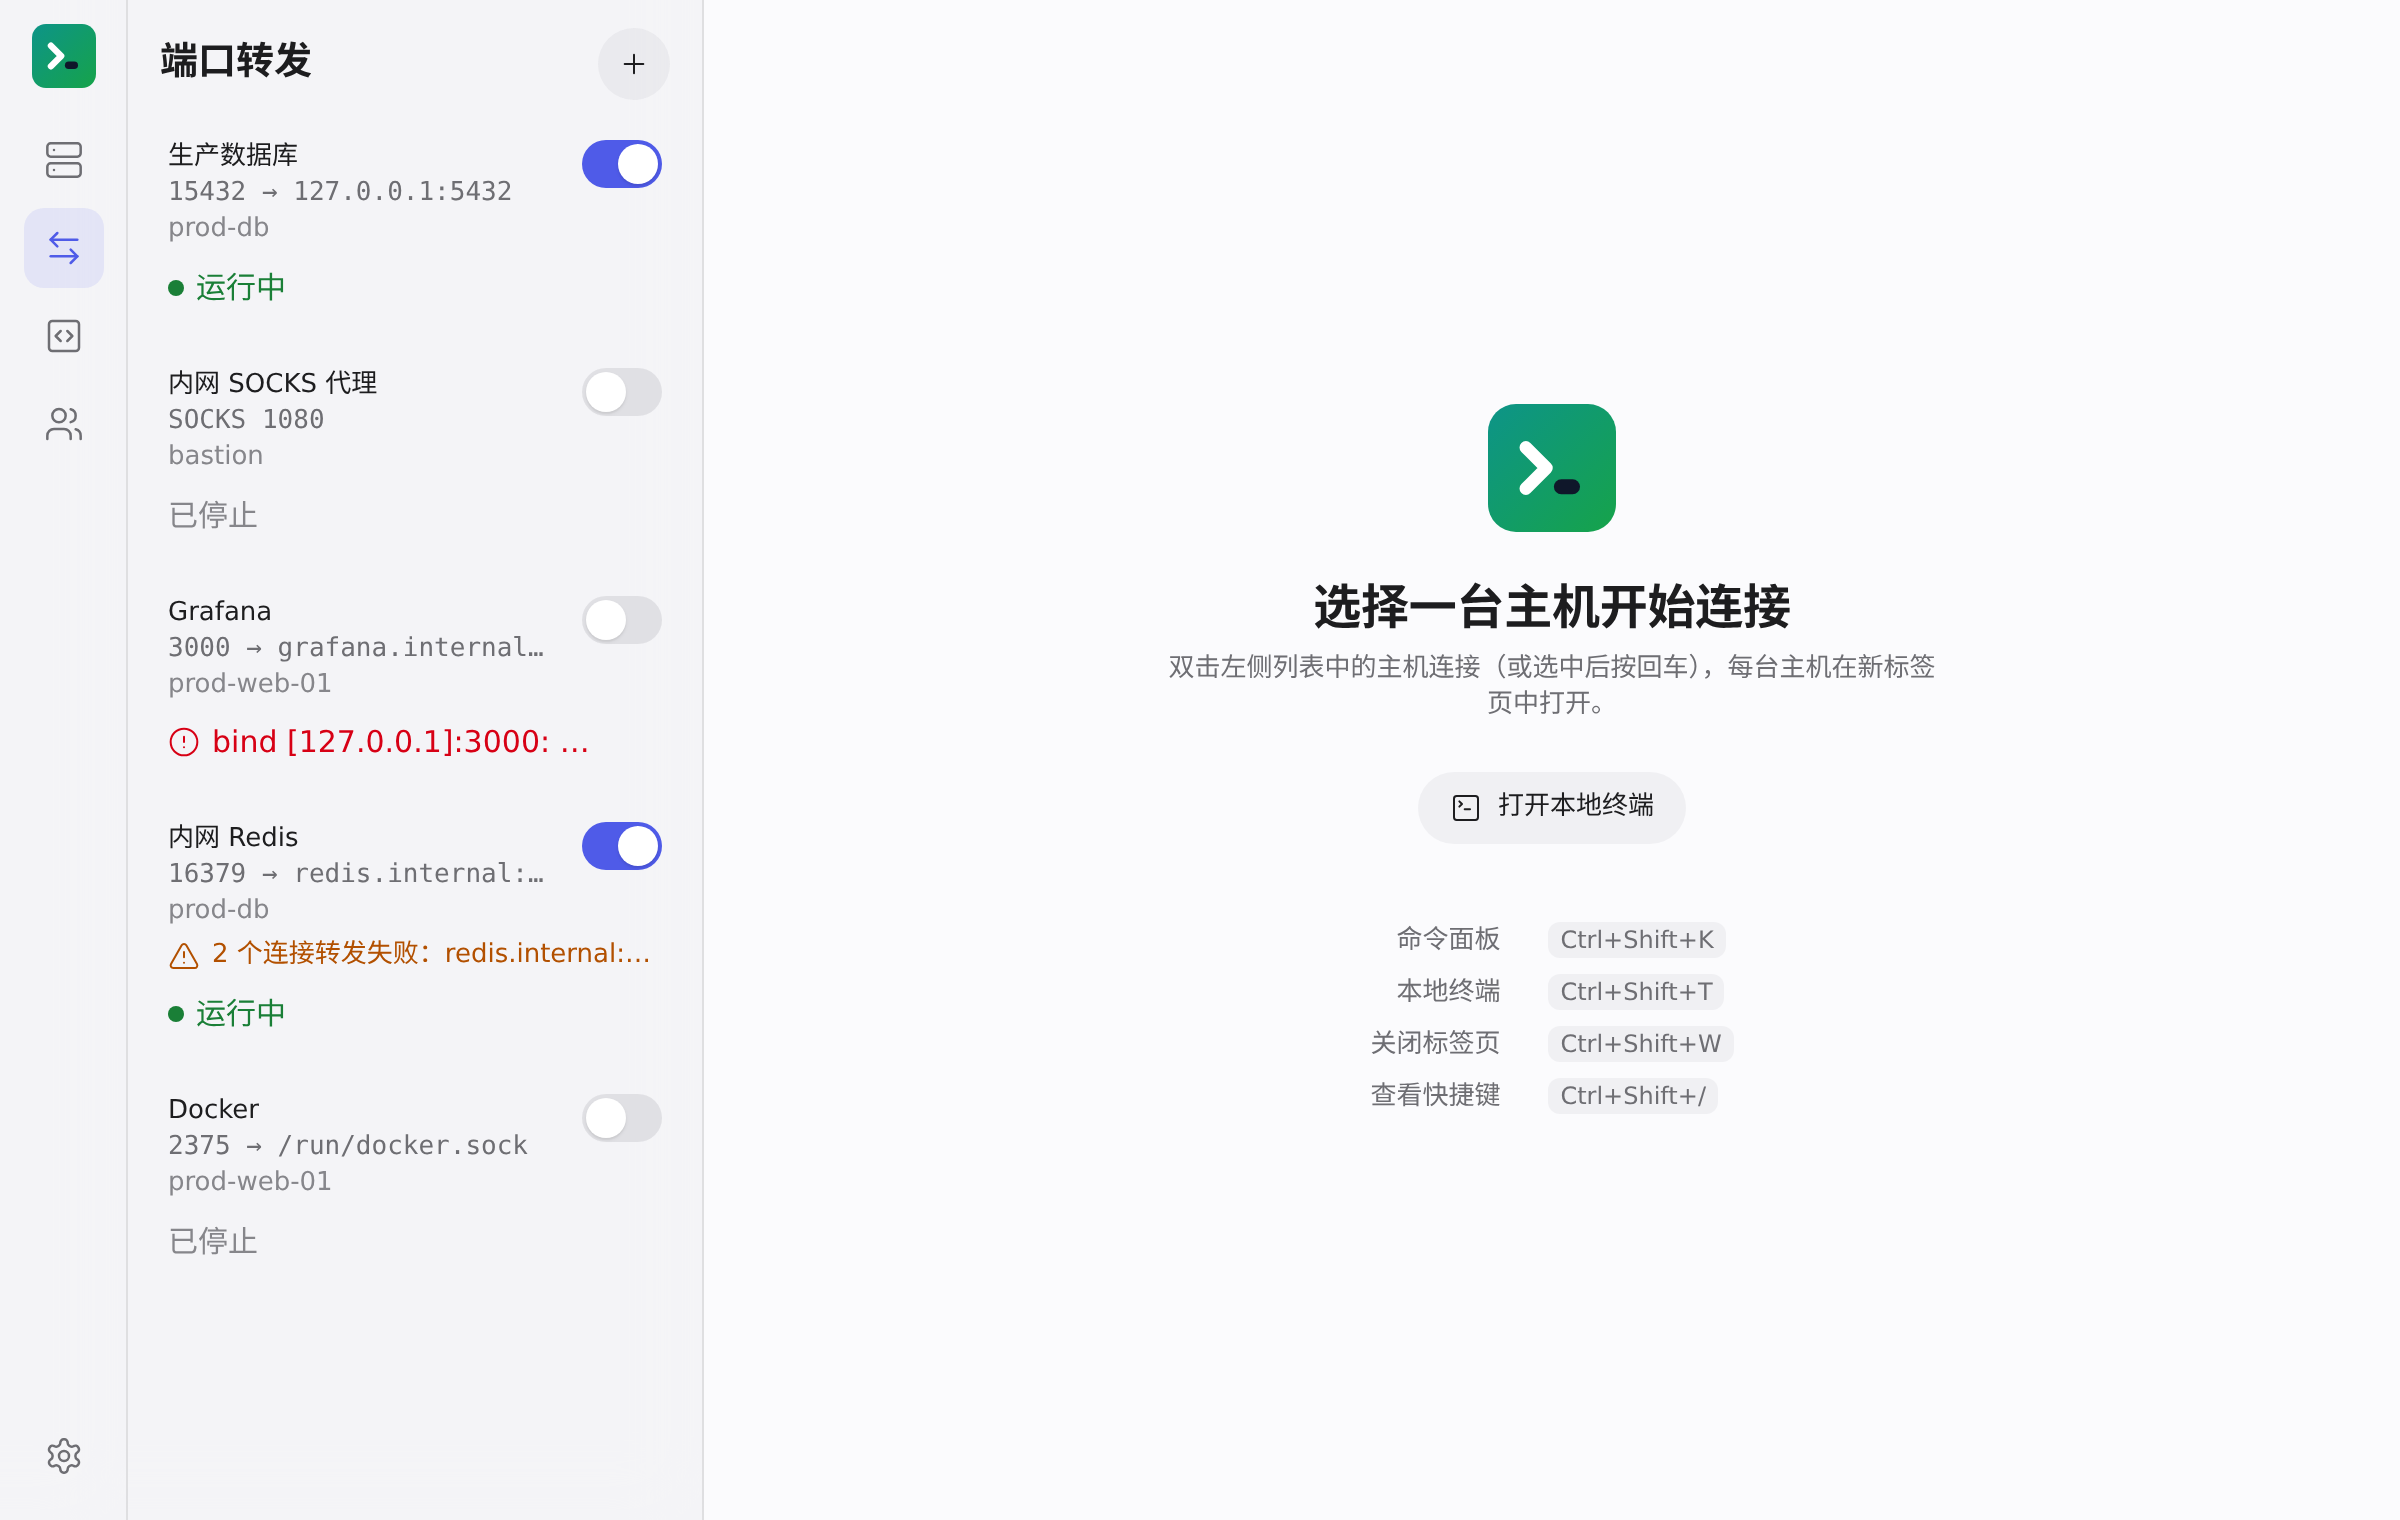 端口转发
生产数据库
15432 → 127.0.0.1:5432
prod-db
运行中
内网 SOCKS 代理
SOCKS 1080
bastion
已停止
Grafana
3000 → grafana.internal…
prod-web-01
bind [127.0.0.1]:3000: …
内网 Redis
16379 → redis.internal:…
prod-db
2 个连接转发失败：redis.internal:…
运行中
Docker
2375 → /run/docker.sock
prod-web-01
已停止
选择一台主机开始连接
双击左侧列表中的主机连接（或选中后按回车），每台主机在新标签
页中打开。
打开本地终端
命令面板 Ctrl+Shift+K
本地终端 Ctrl+Shift+T
关闭标签页 Ctrl+Shift+W
查看快捷键 Ctrl+Shift+/